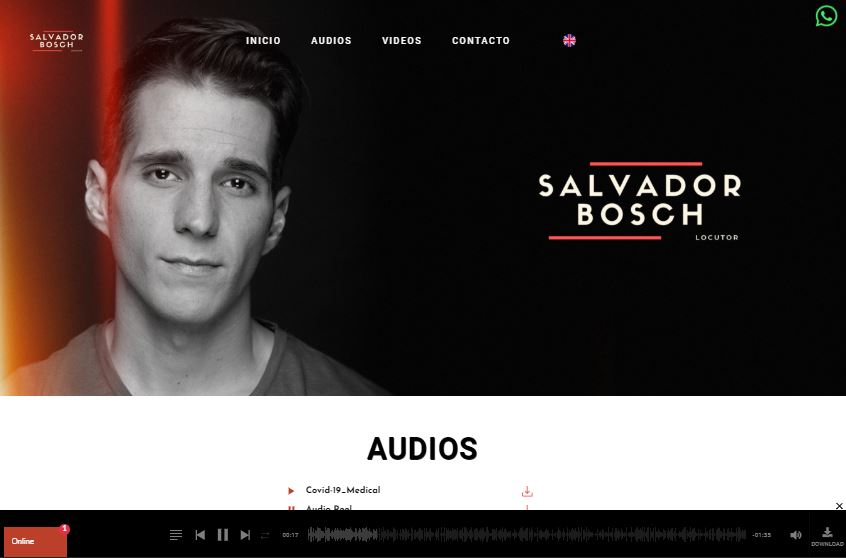 SALVADOR
BOSCH
INICIO
AUDIOS
VIDEOS
CONTACTO
SALVADOR
BOSCH
LOCUTOR
AUDIOS
Covid-19_Medical
Audio Reel
Online
1
00:17
-01:35
DOWNLOAD